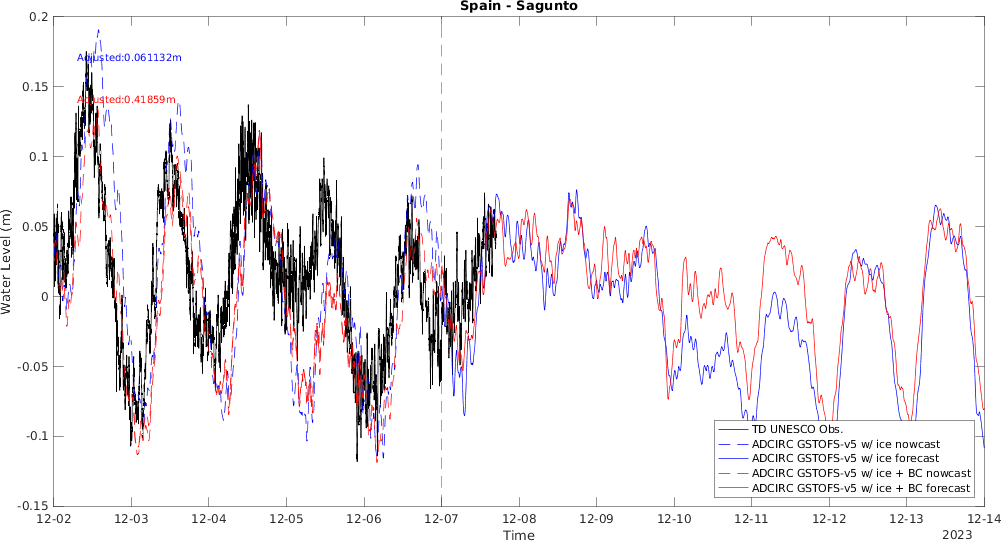 Spain - Sagunto
0.2
0.15
0.1
0.05
0
-0.05
-0.1
-0.15
Water Level (m)
Adjusted:0.061132m
Adjusted:0.41859m
TD UNESCO Obs.
ADCIRC GSTOFS-v5 w/ ice nowcast
ADCIRC GSTOFS-v5 w/ ice forecast
ADCIRC GSTOFS-v5 w/ ice + BC nowcast
ADCIRC GSTOFS-v5 w/ ice + BC forecast
12-02 12-03 12-04 12-05 12-06 12-07 12-08 12-09 12-10 12-11 12-12 12-13 12-14
Time
2023